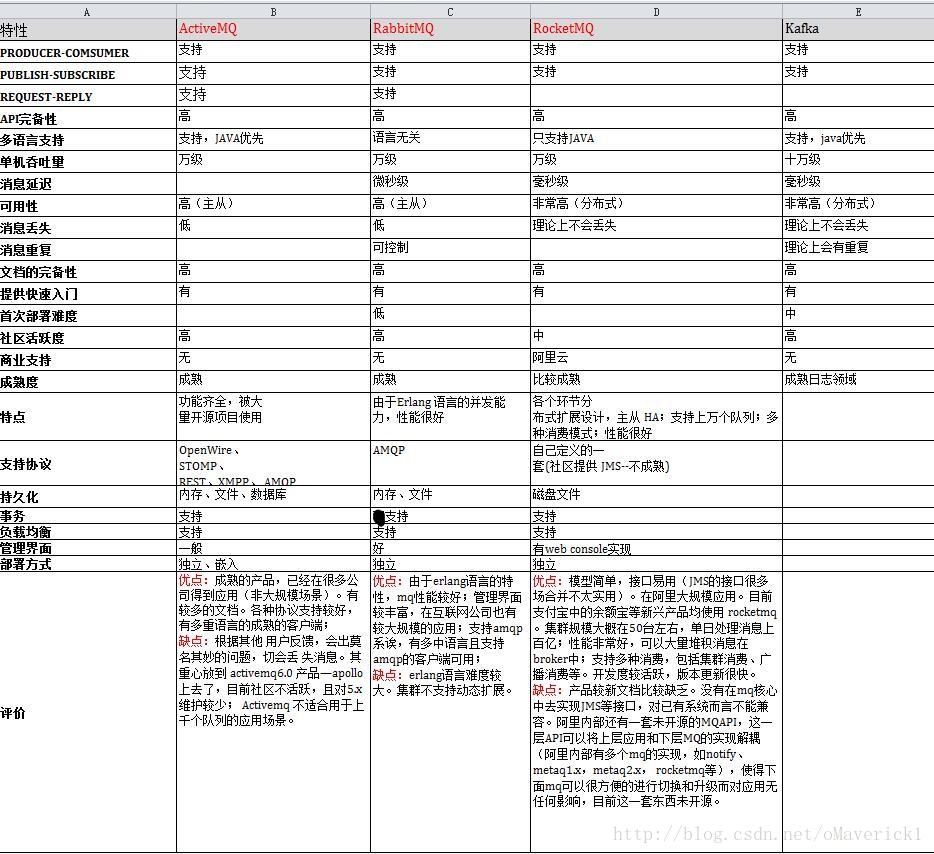 A B C D E
特性 ActiveMQ RabbitMQ RocketMQ Kafka
PRODUCER-COMSUMER 支持 支持 支持 支持
PUBLISH-SUBSCRIBE 支持 支持 支持 支持
REQUEST-REPLY 支持 支持
API完备性 高 高 高 高
多语言支持 支持，JAVA优先 语言无关 只支持JAVA 支持，java优先
单机吞吐量 万级 万级 万级 十万级
消息延迟 微秒级 毫秒级 毫秒级
可用性 高（主从） 高（主从） 非常高（分布式） 非常高（分布式）
消息丢失 低 低 理论上不会丢失 理论上不会丢失
消息重复 可控制 理论上会有重复
文档的完备性 高 高 高 高
提供快速入门 有 有 有 有
首次部署难度 低 中
社区活跃度 高 高 中 高
商业支持 无 无 阿里云 无
成熟度 成熟 成熟 比较成熟 成熟日志领域
特点
功能齐全，被大
量开源项目使用
由于Erlang 语言的并发能
力，性能很好
各个环节分
布式扩展设计，主从 HA；支持上万个队列；多
种消费模式；性能很好
支持协议
OpenWire、
STOMP、
REST、XMPP、 AMQP
AMQP
自己定义的一
套(社区提供 JMS--不成熟)
持久化 内存、文件、数据库 内存、文件 磁盘文件
事务 支持 支持 支持
负载均衡 支持 支持 支持
管理界面 一般 好 有web console实现
部署方式 独立、嵌入 独立 独立
评价
优点：成熟的产品，已经在很多公
司得到应用（非大规模场景）。有
较多的文档。各种协议支持较好，
有多重语言的成熟的客户端；
缺点：根据其他 用户反馈，会出莫
名其妙的问题，切会丢 失消息。其
重心放到 activemq6.0 产品—apollo
上去了，目前社区不活跃，且对5.x
维护较少； Activemq 不适合用于上
千个队列的应用场景。
优点：由于erlang语言的特
性，mq性能较好；管理界面
较丰富，在互联网公司也有
较大规模的应用；支持amqp
系诶，有多中语言且支持
amqp的客户端可用；
缺点：erlang语言难度较
大。集群不支持动态扩展。
优点：模型简单，接口易用（JMS的接口很多
场合并不太实用）。在阿里大规模应用。目前
支付宝中的余额宝等新兴产品均使用 rocketmq
。集群规模大概在50台左右，单日处理消息上
百亿；性能非常好，可以大量堆积消息在
broker中；支持多种消费，包括集群消费、广
播消费等。开发度较活跃，版本更新很快。
缺点：产品较新文档比较缺乏。没有在mq核心
中去实现JMS等接口，对已有系统而言不能兼
容。阿里内部还有一套未开源的MQAPI，这一
层API可以将上层应用和下层MQ的实现解耦
（阿里内部有多个mq的实现，如notify、
metaq1.x，metaq2.x， rocketmq等），使得下
面mq可以很方便的进行切换和升级而对应用无
任何影响，目前这一套东西未开源。
http://blog.csdn.net/oMaverick1